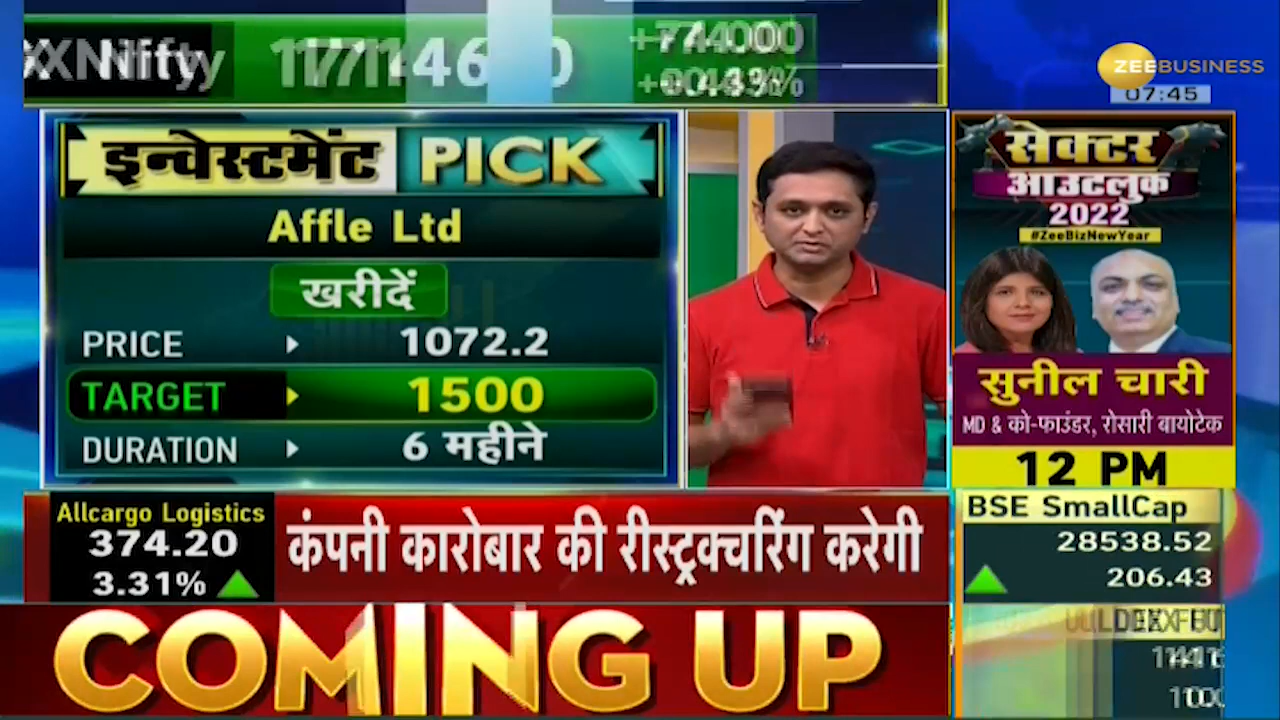 Nifty
ZEEBUSINESS
07:45
इन्वेस्टमेंट PICK
Affle Ltd
खरीदें
PRICE 1072.2
TARGET 1500
DURATION 6 महीने
सेक्टर
आउटलुक
2022
#ZeeBizNewYear
सुनील चारी
MD & को-फाउंडर, रोसारी बायोटेक
12 PM
Allcargo Logistics
374.20
3.31%
कंपनी कारोबार की रीस्ट्रक्चरिंग करेगी
BSE SmallCap
28538.52
206.43
COMING UP